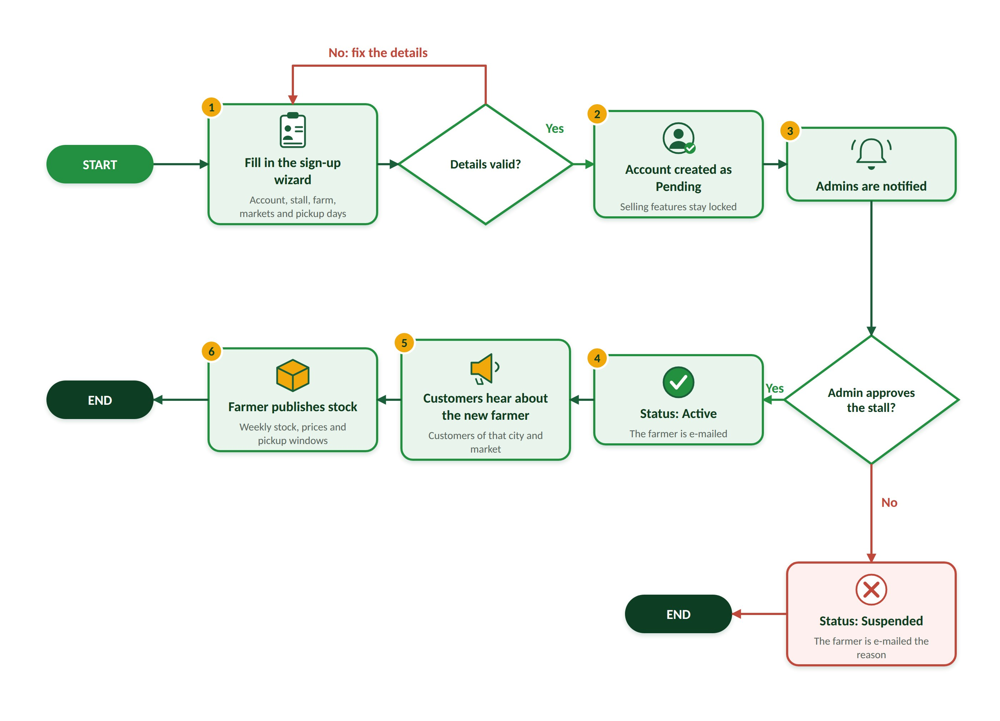 No: fix the details
START
1
Fill in the sign-up
wizard
Account, stall, farm,
markets and pickup days
Details valid?
Yes
2
Account created as
Pending
Selling features stay locked
3
Admins are notified
Admin approves
the stall?
Yes
4
Status: Active
The farmer is e-mailed
5
Customers hear about
the new farmer
Customers of that city and
market
6
Farmer publishes stock
Weekly stock, prices and
pickup windows
END
No
Status: Suspended
The farmer is e-mailed the
reason
END